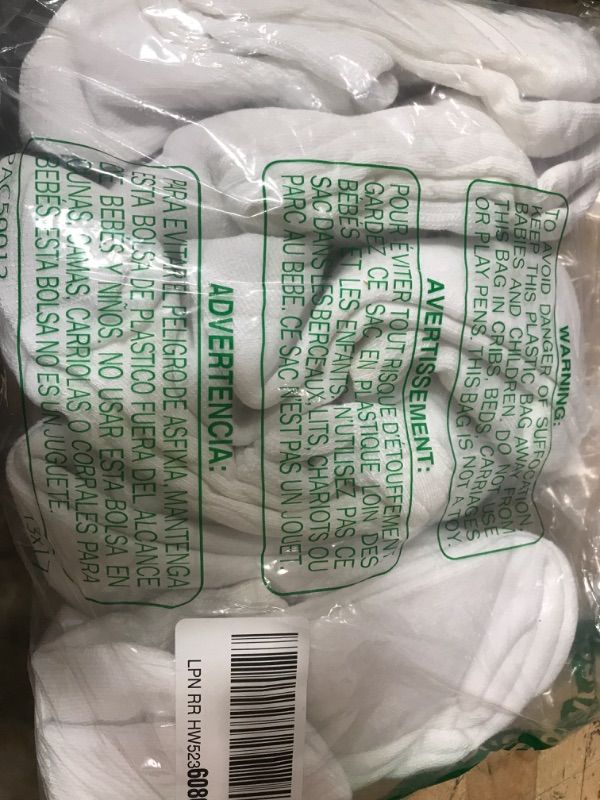 WARNING:
TO AVOID DANGER OF SUFFOCATION,
KEEP THIS PLASTIC BAG AWAY FROM
BABIES AND CHILDREN. DO NOT USE
THIS BAG IN CRIBS, BEDS, CARRIAGES
OR PLAY PENS. THIS BAG IS NOT A TOY.
AVERTISSEMENT:
POUR ÉVITER TOUT RISQUE D'ÉTOUFFEMENT,
GARDEZ CE SAC EN PLASTIQUE LOIN DES
BÉBÉS ET LES ENFANTS. N'UTILISEZ PAS CE
SAC DANS LES BERCEAUX, LITS, CHARIOTS OU
PARC AU BEBE. CE SAC N'EST PAS UN JOUET.
ADVERTENCIA:
PARA EVITAR EL PELIGRO DE ASFIXIA, MANTENGA
ESTA BOLSA DE PLASTICO FUERA DEL ALCANCE
DE BEBES Y NIÑOS. NO USAR ESTA BOLSA EN
CUNAS, CAMAS, CARRIOLAS O CORRALES PARA
BEBÉS. ESTA BOLSA NO ES UN JUGUETE.
LPN RR HW523608